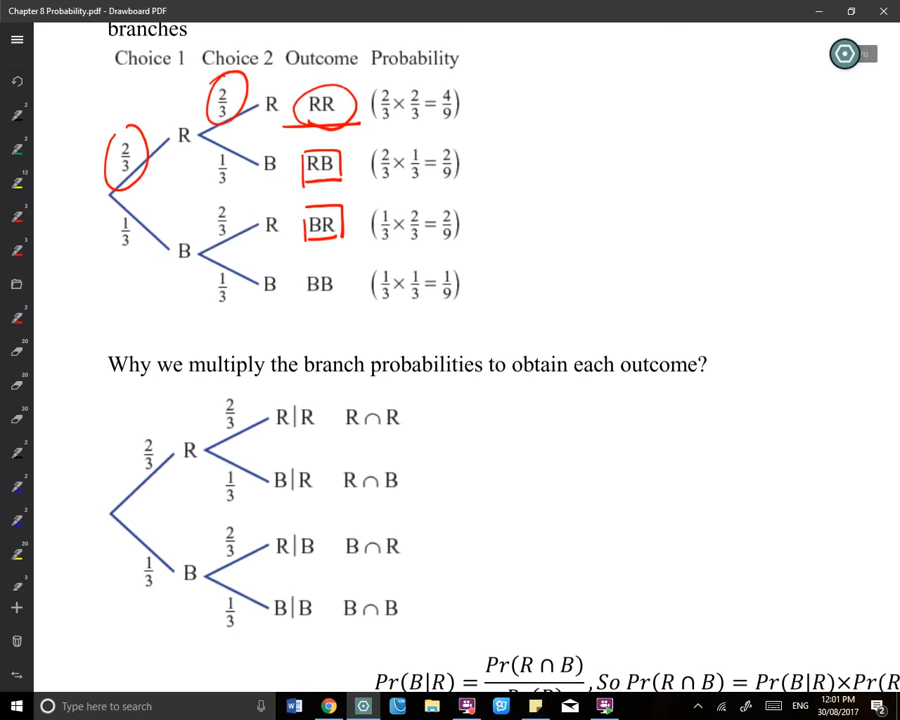 Chapter 8 Probability.pdf - Drawboard PDF
branches
Choice 1 Choice 2 Outcome Probability
2/3 R RR (2/3 × 2/3 = 4/9)
2/3 R
1/3 B RB (2/3 × 1/3 = 2/9)
2/3 R BR (1/3 × 2/3 = 2/9)
1/3 B
1/3 B BB (1/3 × 1/3 = 1/9)
Why we multiply the branch probabilities to obtain each outcome?
2/3 R|R R∩R
2/3 R
1/3 B|R R∩B
2/3 R|B B∩R
1/3 B
1/3 B|B B∩B
Pr(B|R) = Pr(R ∩ B)/, So Pr(R ∩ B) = Pr(B|R)×Pr(R
Type here to search
ENG
12:01 PM
30/08/2017